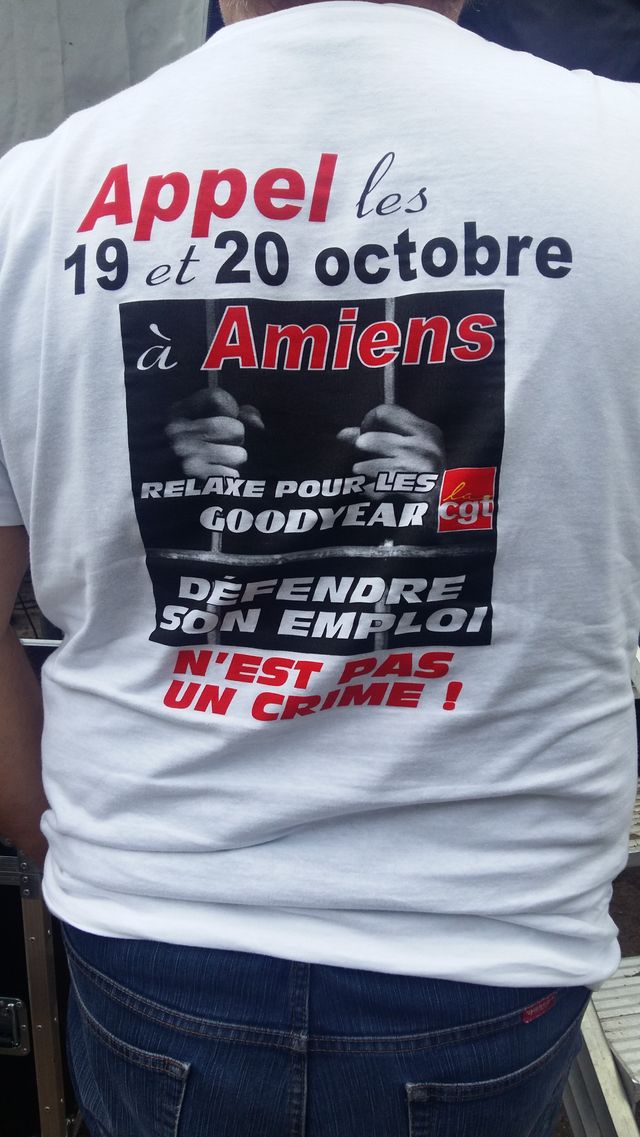 Appel les
19 et 20 octobre
à Amiens
RELAXE POUR LES
GOODYEAR
la
cgt
DÉFENDRE
SON EMPLOI
N'EST PAS
UN CRIME !